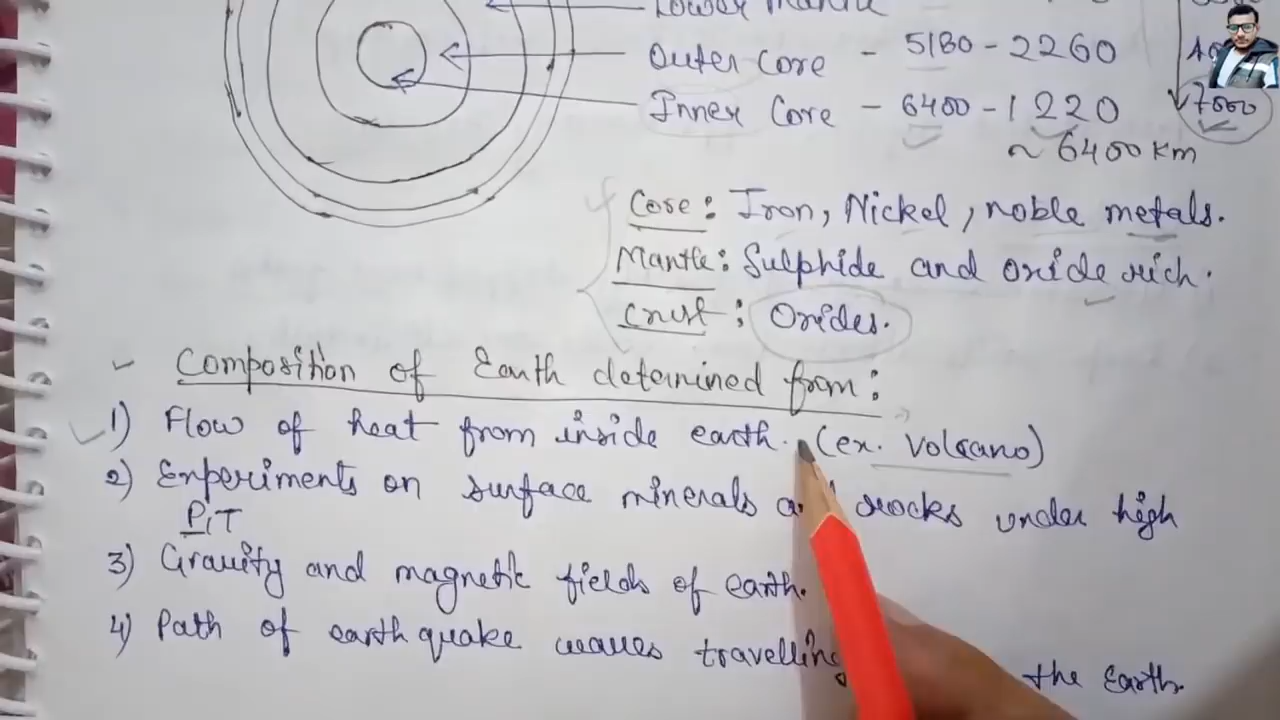 Lower Mantle
Outer Core - 5180 - 2260
Inner Core - 6400 - 1220
7000
~ 6400 km
Core: Iron, Nickel, noble metals.
Mantle: Sulphide and oxide rich.
Crust: Oxides.
Composition of Earth determined from:
1) Flow of heat from inside earth. (ex. Volcano)
2) Experiments on surface minerals rocks under high
P, T
3) Gravity and magnetic fields of earth.
4) Path of earthquake waves travelling the Earth.